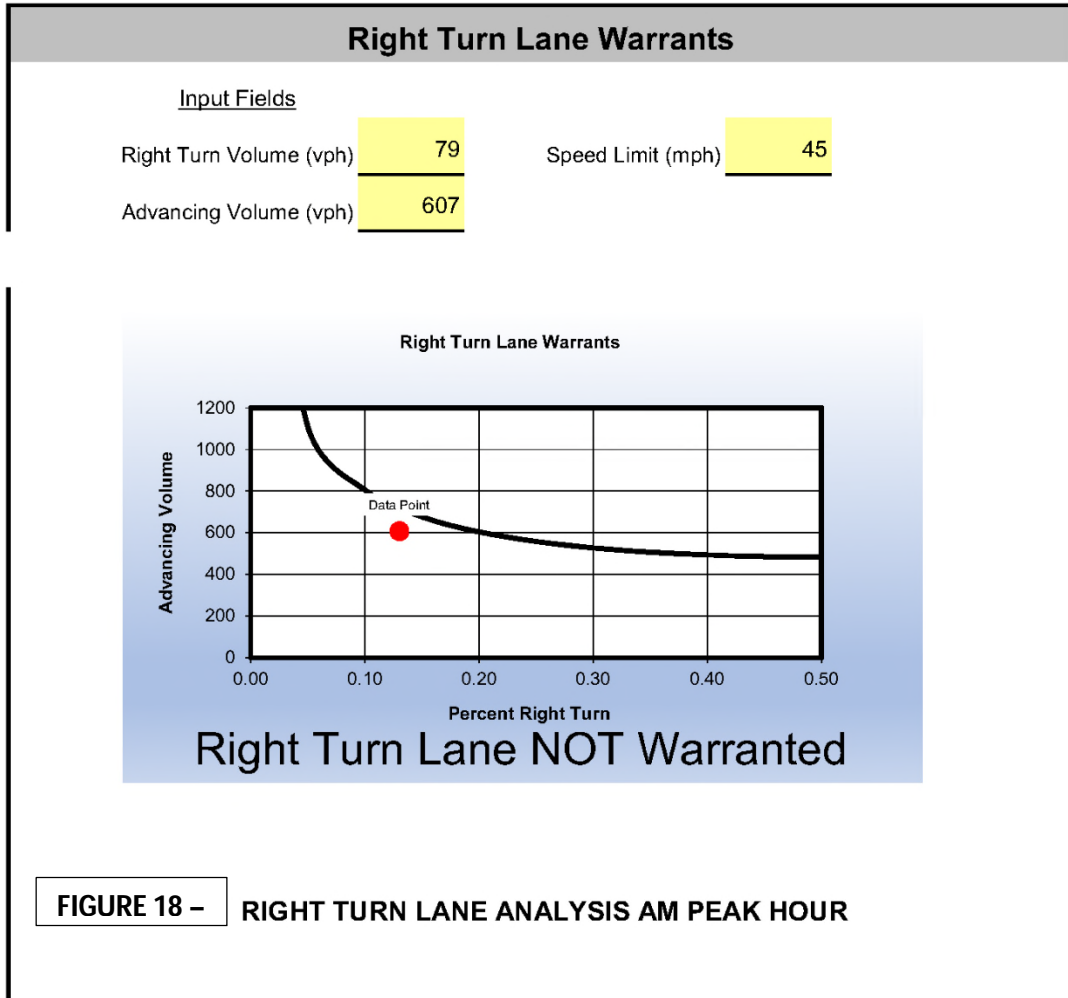 Right Turn Lane Warrants
Input Fields
Right Turn Volume (vph) 79 Speed Limit (mph) 45
Advancing Volume (vph) 607
Right Turn Lane Warrants
Advancing Volume
1200
1000
800
600
400
200
0
Data Point
0.00 0.10 0.20 0.30 0.40 0.50
Percent Right Turn
Right Turn Lane NOT Warranted
FIGURE 18 – RIGHT TURN LANE ANALYSIS AM PEAK HOUR